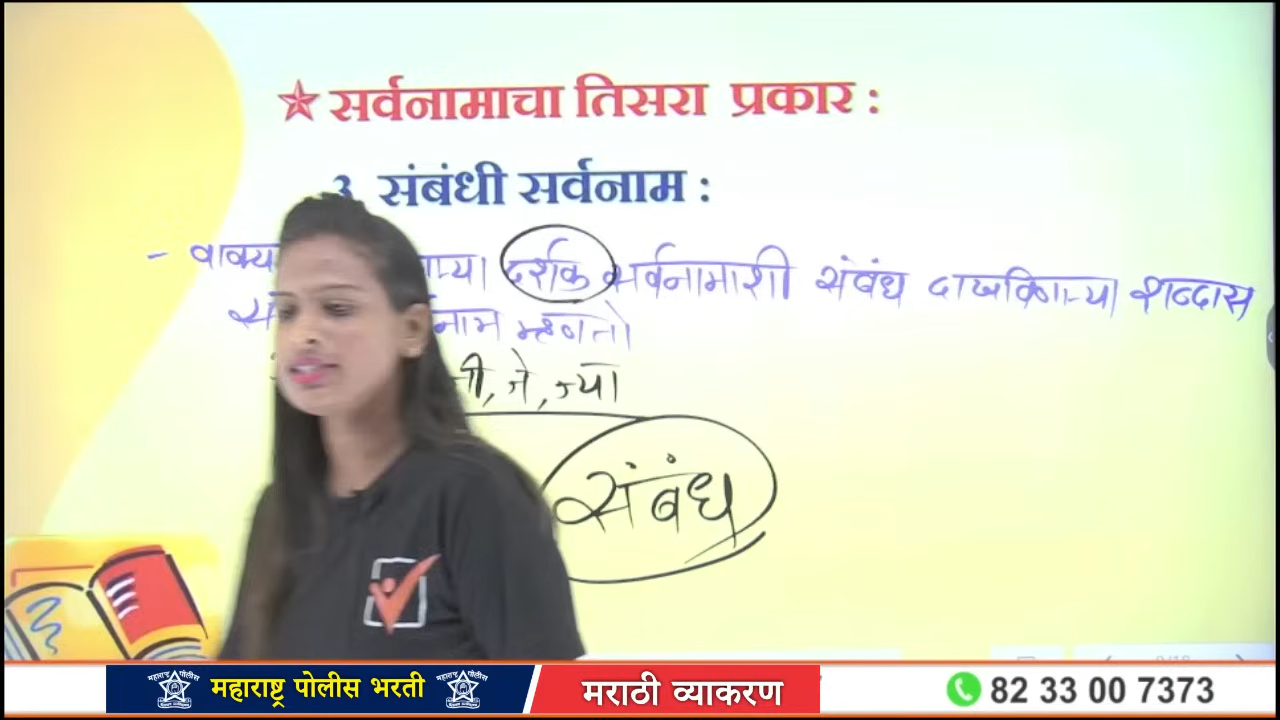 सर्वनामाचा तिसरा प्रकार :
3. संबंधी सर्वनाम :
- दर्शक सर्वनामाशी संबंध दाखविणाऱ्या शब्दास
म्हणतो
जे, ज्या
संबंध
महाराष्ट्र पोलीस भरती
मराठी व्याकरण
82 33 00 7373